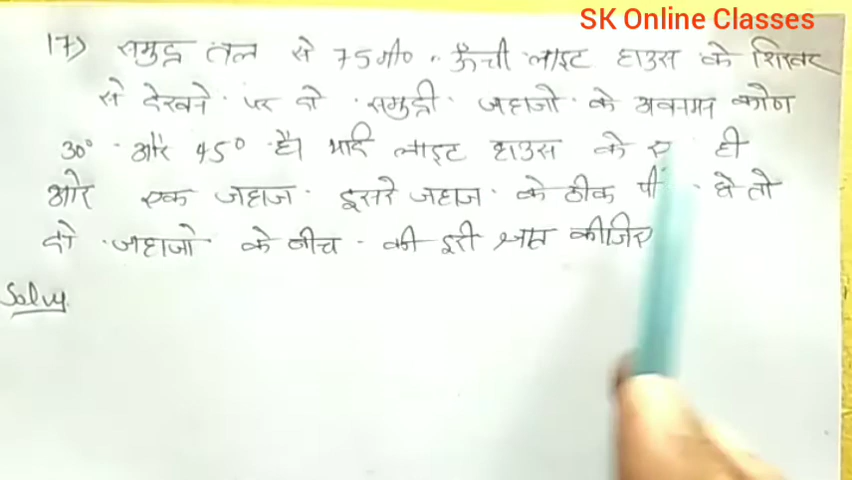 SK Online Classes
17) समुद्र तल से 75मी० ऊँची लाइट हाउस के शिखर
से देखने पर दो समुद्री जहाजो के अवनमन कोण
30° और 45° है। यदि लाइट हाउस के ही
ओर एक जहाज दूसरे जहाज के ठीक हो तो
दो जहाजो के बीच की दूरी ज्ञात कीजिए
Soly.